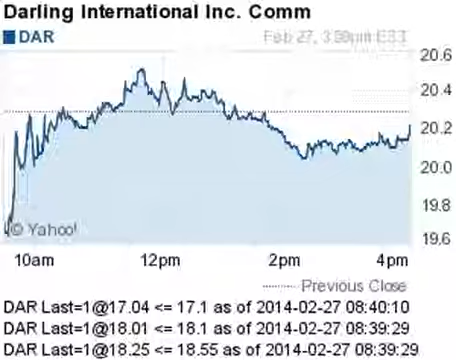 Darling International Inc. Comm
DAR
Feb 27, 3:59pm EST
20.6
20.4
20.2
20.0
19.8
19.6
© Yahoo!
10am 12pm 2pm 4pm
Previous Close
DAR Last=1@17.04 <= 17.1 as of 2014-02-27 08:40:10
DAR Last=1@18.01 <= 18.1 as of 2014-02-27 08:39:29
DAR Last=1@18.25 <= 18.55 as of 2014-02-27 08:39:29